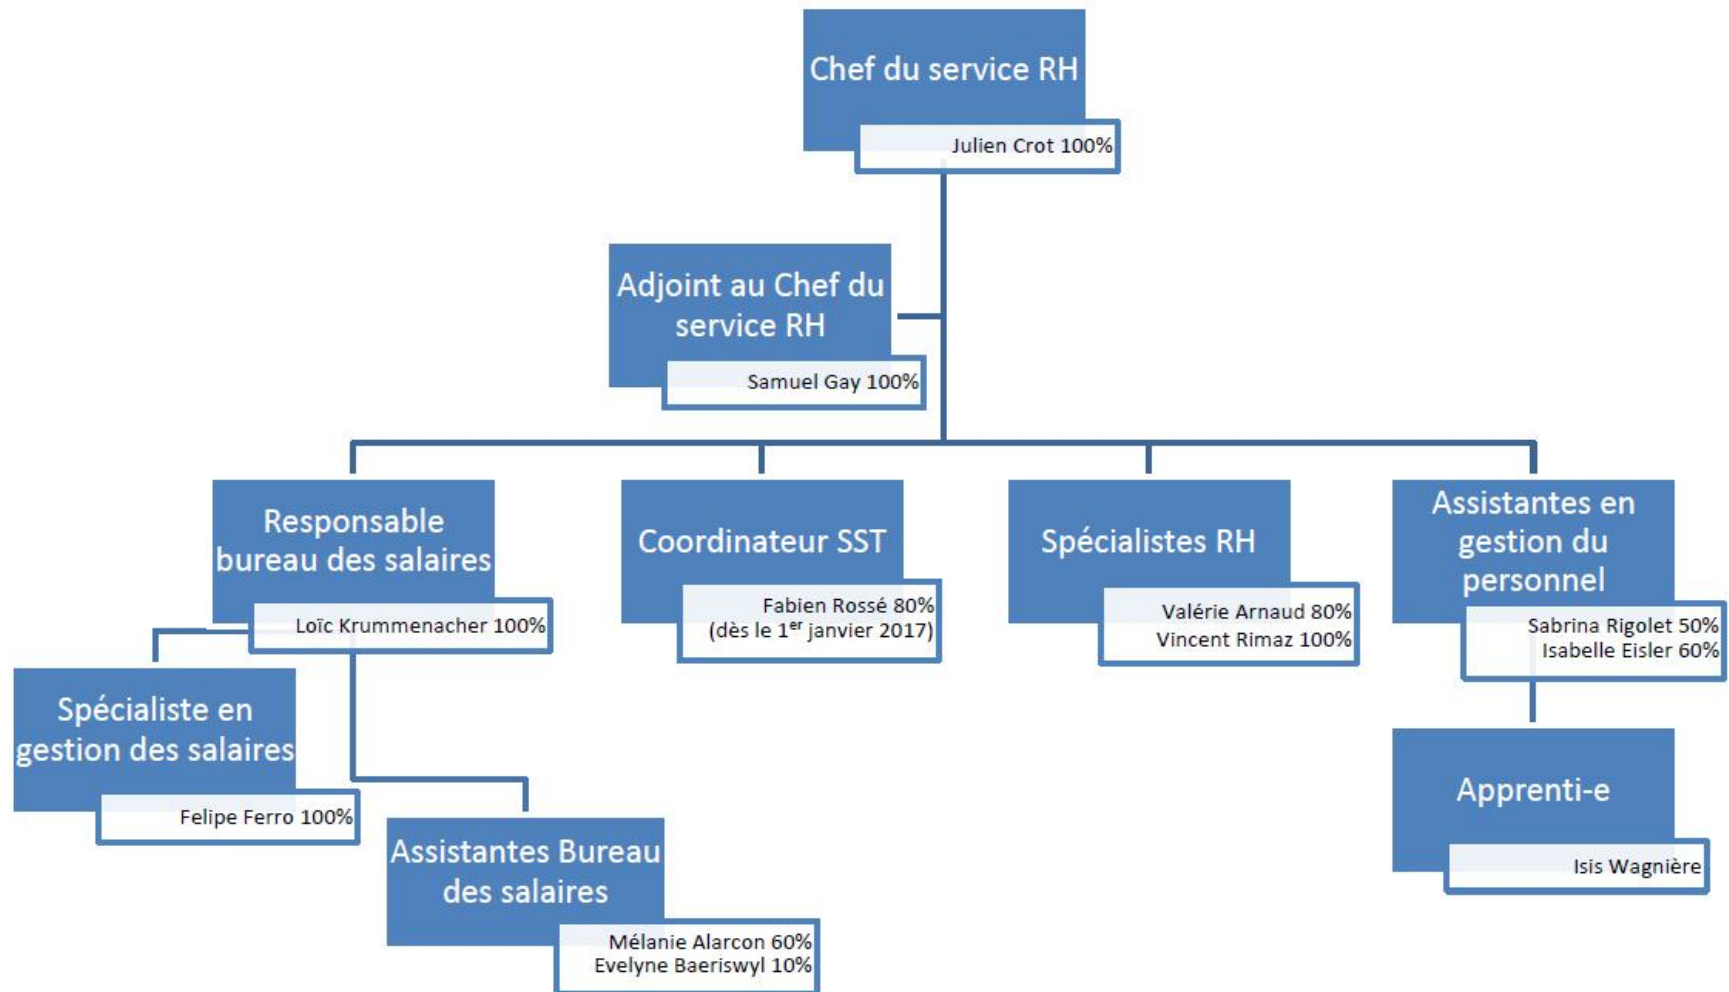 Chef du service RH
Julien Crot 100%
Adjoint au Chef du
service RH
Samuel Gay 100%
Responsable
bureau des salaires
Loïc Krummenacher 100%
Coordinateur SST
Fabien Rossé 80%
(dès le 1er janvier 2017)
Spécialistes RH
Valérie Arnaud 80%
Vincent Rimaz 100%
Assistantes en
gestion du
personnel
Sabrina Rigolet 50%
Isabelle Eisler 60%
Spécialiste en
gestion des salaires
Felipe Ferro 100%
Assistantes Bureau
des salaires
Mélanie Alarcon 60%
Evelyne Baeriswyl 10%
Apprenti-e
Isis Wagnière